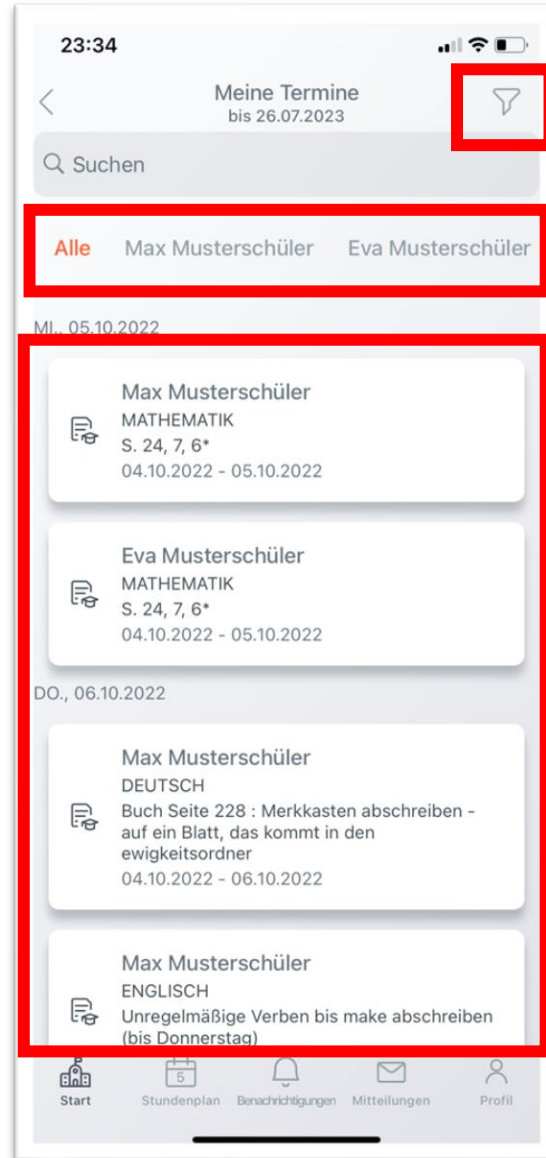 23:34
Meine Termine
bis 26.07.2023
Suchen
Alle Max Musterschüler Eva Musterschüler
MI., 05.10.2022
Max Musterschüler
MATHEMATIK
S. 24, 7, 6*
04.10.2022 - 05.10.2022
Eva Musterschüler
MATHEMATIK
S. 24, 7, 6*
04.10.2022 - 05.10.2022
DO., 06.10.2022
Max Musterschüler
DEUTSCH
Buch Seite 228 : Merkkasten abschreiben -
auf ein Blatt, das kommt in den
ewigkeitsordner
04.10.2022 - 06.10.2022
Max Musterschüler
ENGLISCH
Unregelmäßige Verben bis make abschreiben
(bis Donnerstag)
5
Start Stundenplan Benachrichtigungen Mitteilungen Profil